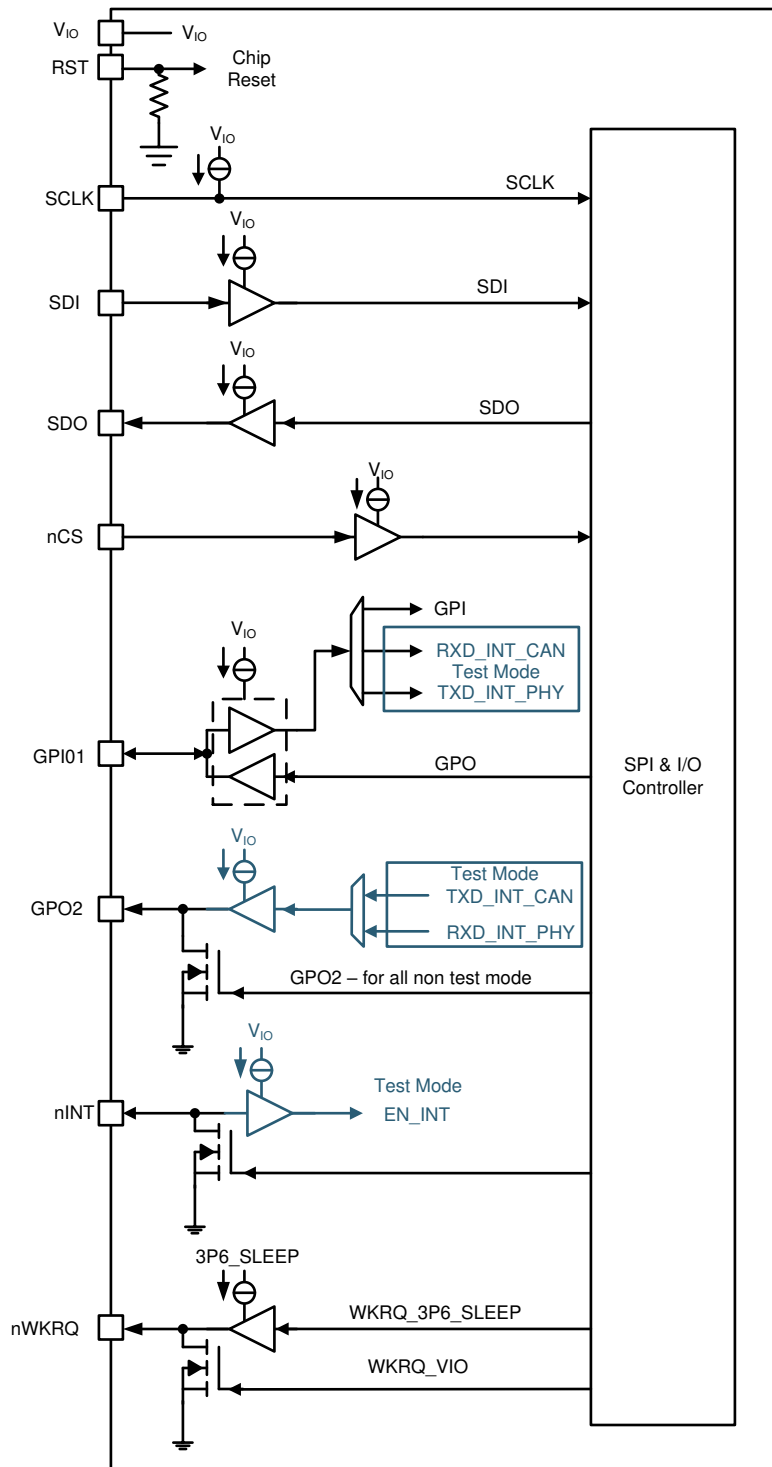 VIO
VIO
RST
Chip
Reset
VIO
SCLK
SCLK
VIO
SDI
SDI
VIO
SDO
SDO
VIO
nCS
GPI
VIO
RXD_INT_CAN
Test Mode
TXD_INT_PHY
GPI01
GPO
SPI & I/O
Controller
VIO
Test Mode
TXD_INT_CAN
GPO2
RXD_INT_PHY
GPO2 – for all non test mode
VIO
Test Mode
nINT
EN_INT
3P6_SLEEP
nWKRQ
WKRQ_3P6_SLEEP
WKRQ_VIO